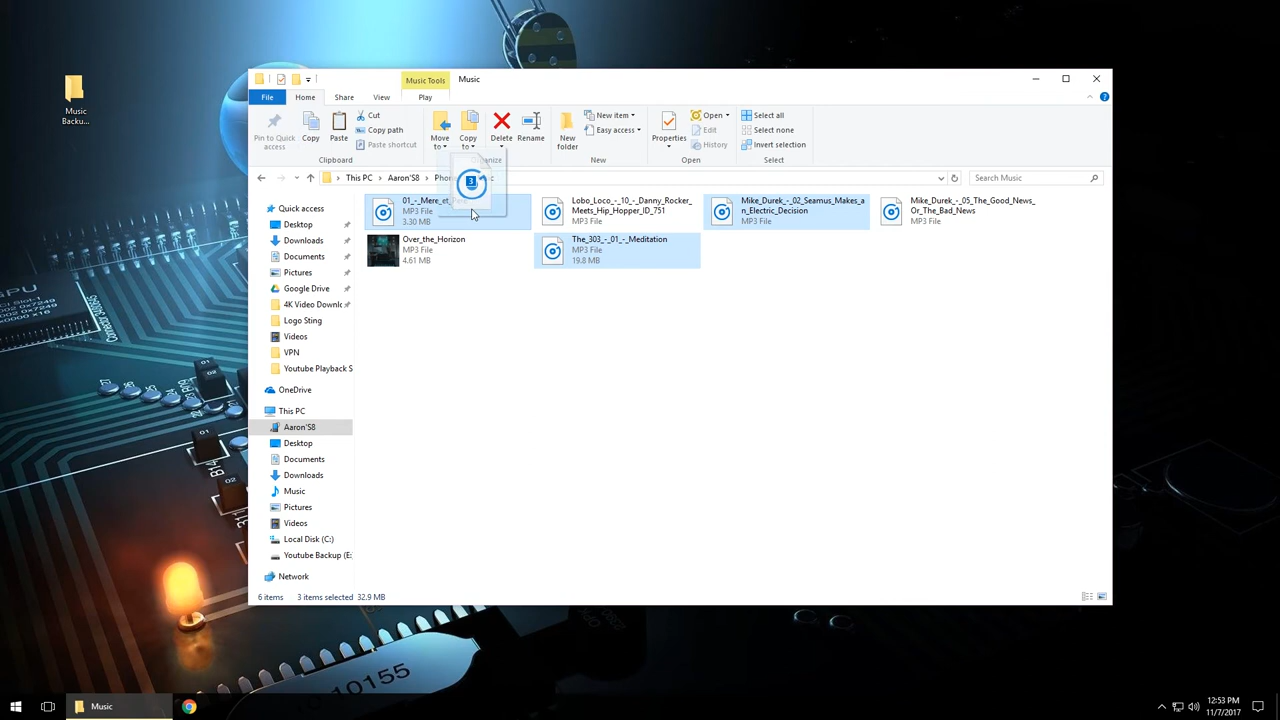 Music Tools
Music
File
Home
Share
View
Play
Pin to Quick
access
Copy
Paste
Cut
Copy path
Paste shortcut
Clipboard
Move
to
Copy
to
Delete
Rename
New
folder
New item
Easy access
New
Properties
Open
Edit
History
Open
Select all
Select none
Invert selection
Select
This PC
Aaron'S8
Search Music
Music
Backu...
Quick access
Desktop
Downloads
Documents
Pictures
Google Drive
4K Video Downlo
Logo Sting
Videos
VPN
Youtube Playback S
OneDrive
This PC
Aaron'S8
Desktop
Documents
Downloads
Music
Pictures
Videos
Local Disk (C:)
Youtube Backup (E:
Network
MP3 File
3.30 MB
3
Lobo_Loco_-_10_-_Danny_Rocker_
Meets_Hip_Hopper_ID_751
MP3 File
Mike_Durek_-_02_Seamus_Makes_a
n_Electric_Decision
MP3 File
Mike_Durek_-_05_The_Good_News_
Or_The_Bad_News
MP3 File
Over_the_Horizon
MP3 File
4.61 MB
The_303_-_01_-_Meditation
MP3 File
19.8 MB
6 items
3 items selected
32.9 MB
10155
Music
12:53 PM
11/7/2017